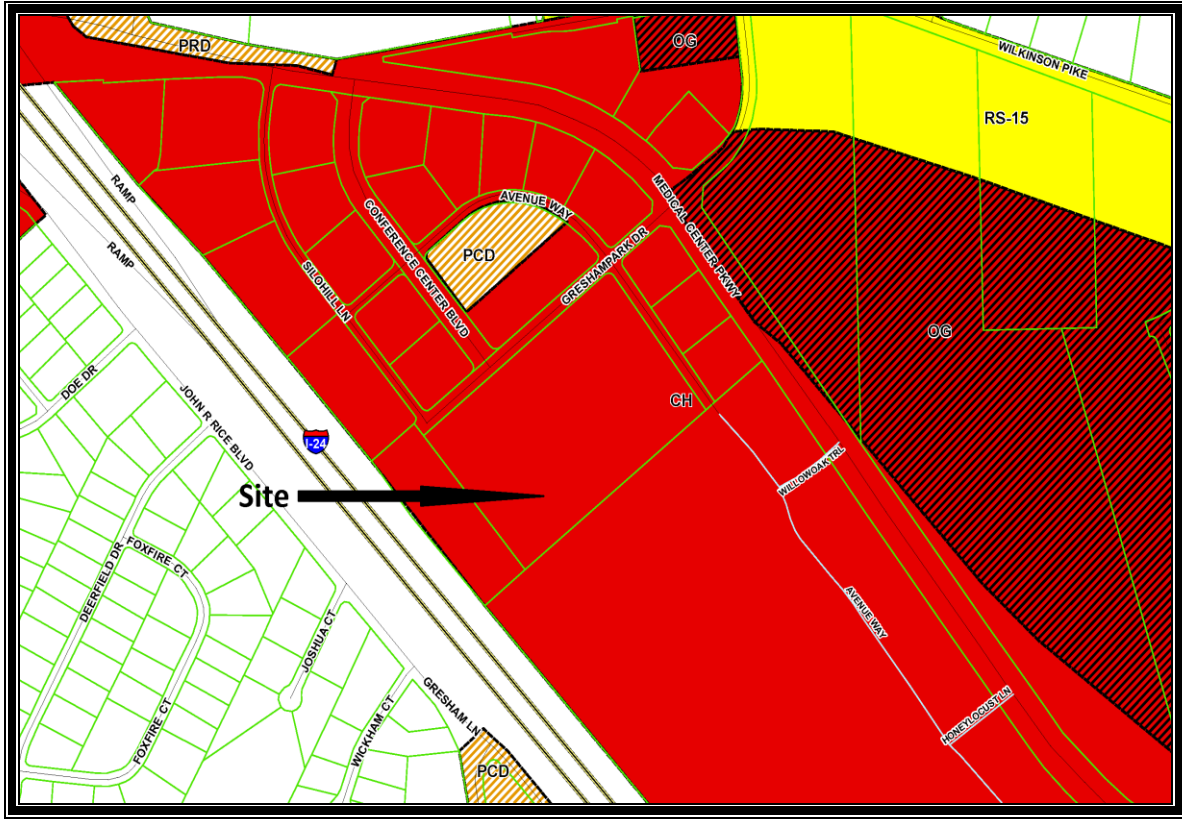 PRD
OG
WILKINSON PIKE
RS-15
RAMP
RAMP
AVENUE WAY
MEDICAL CENTER PKWY
CONFERENCE CENTER BLVD
PCD
GRESHAMPARK DR
SILOHILL LN
OG
DOE DR
JOHN R RICE BLVD
CH
I-24
WILLOWOAK TRL
Site
DEERFIELD DR
FOXFIRE CT
AVENUE WAY
JOSHUA CT
GRESHAM LN
WICKHAM CT
FOXFIRE CT
HONEYLOCUST LN
PCD